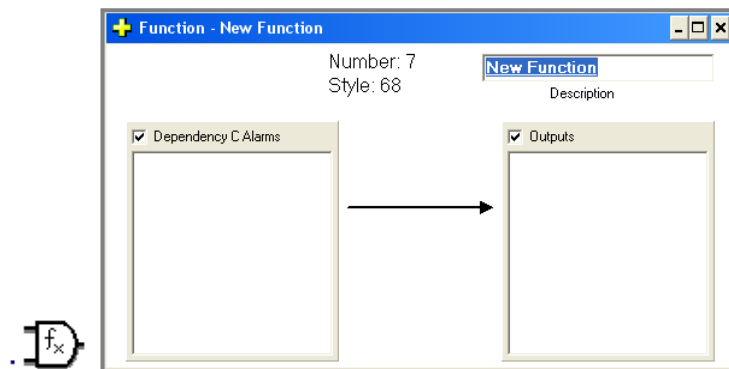 Function - New Function
Number: 7
Style: 68
New Function
Description
Dependency C Alarms
Outputs
fx